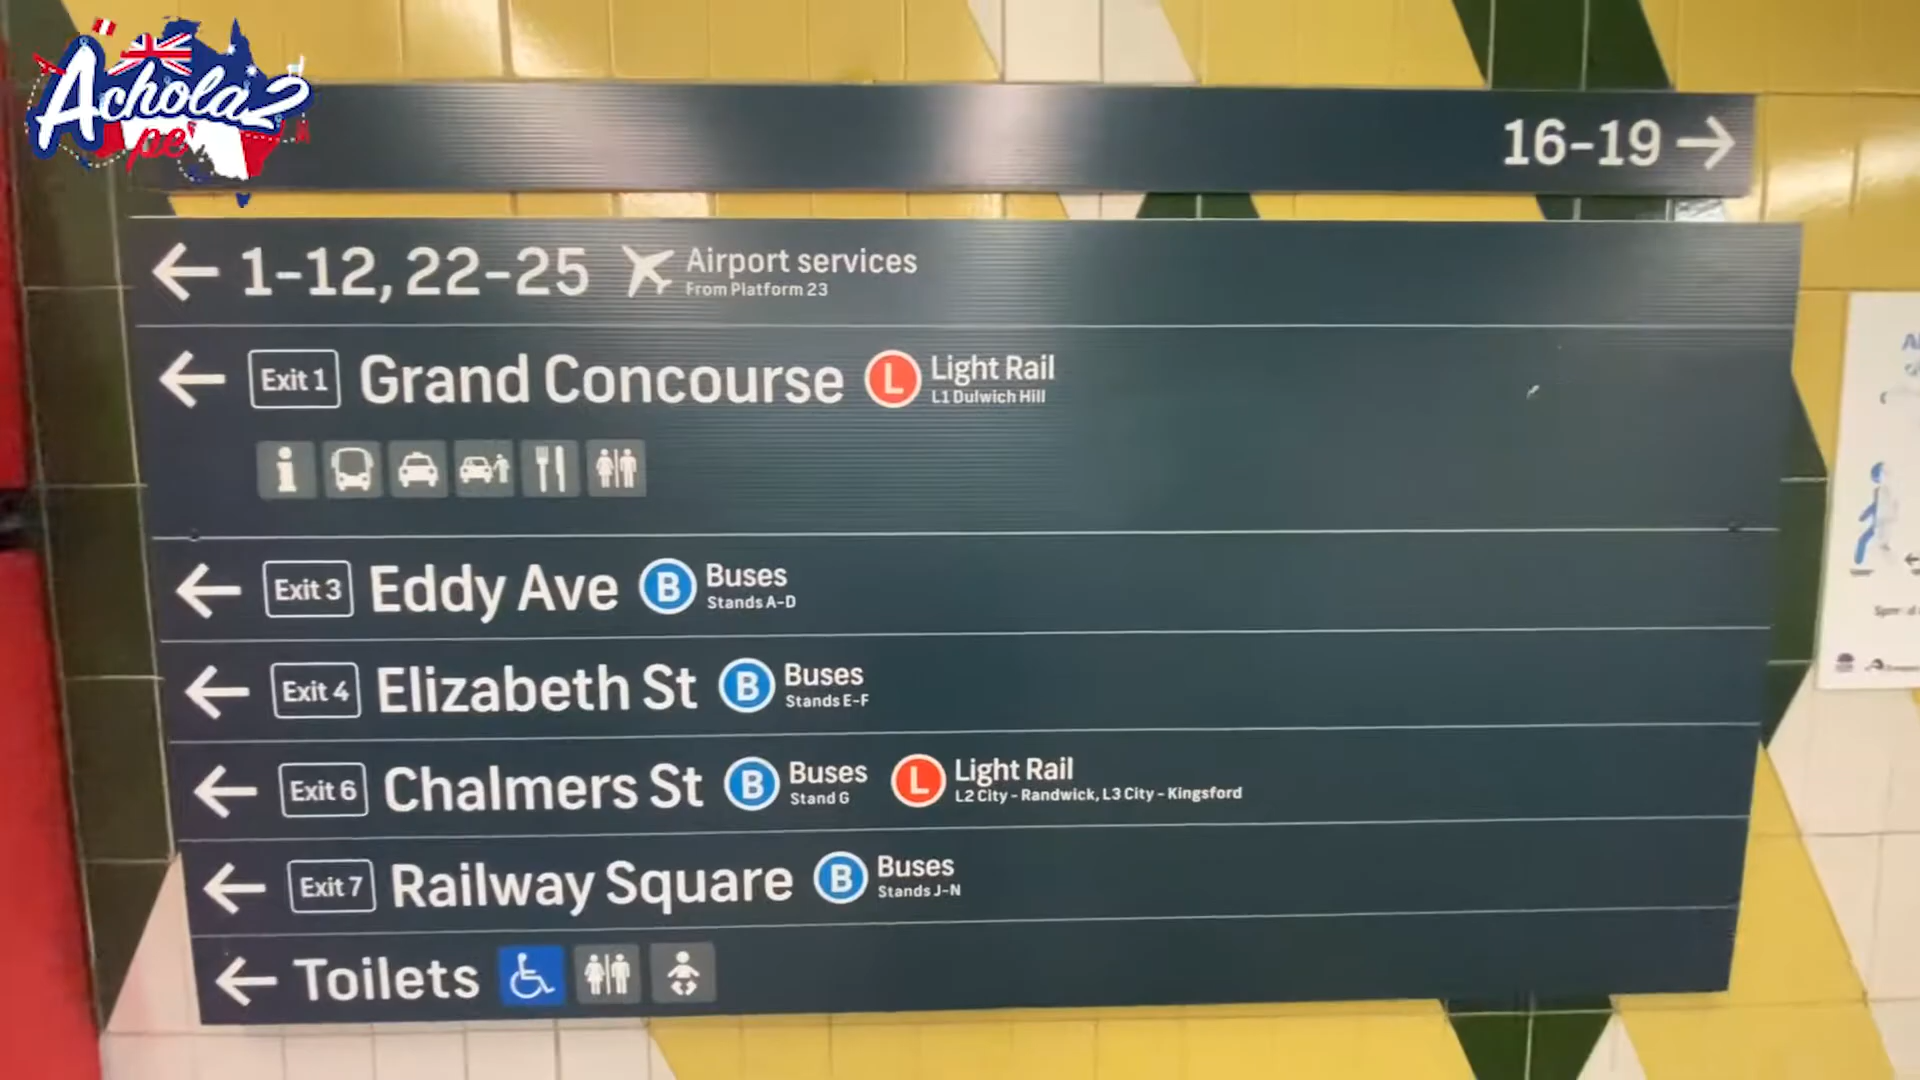 Achola2
pe
16-19
1-12, 22-25 Airport services
From Platform 23
Exit 1 Grand Concourse L Light Rail
L1 Dulwich Hill
Exit 3 Eddy Ave B Buses
Stands A-D
Exit 4 Elizabeth St B Buses
Stands E-F
Exit 6 Chalmers St B Buses L Light Rail
Stand G L2 City - Randwick, L3 City - Kingsford
Exit 7 Railway Square B Buses
Stands J-N
Toilets